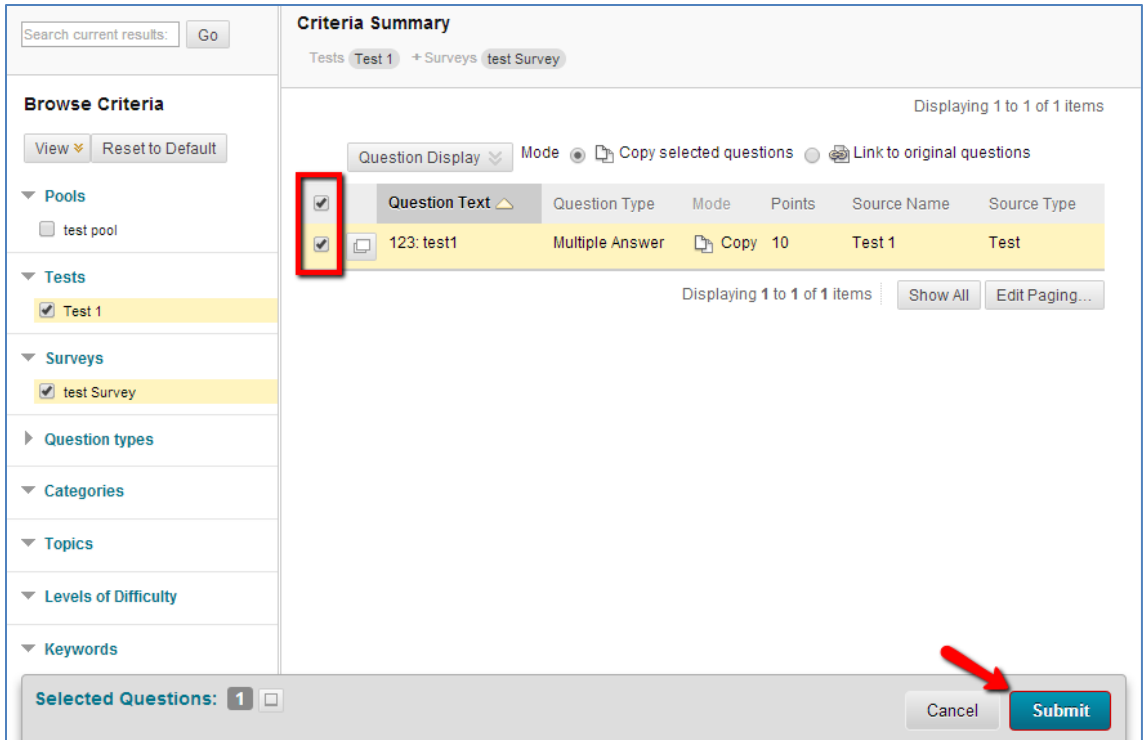 Search current results: Go
Browse Criteria
View Reset to Default
Pools
test pool
Tests
Test 1
Surveys
test Survey
Question types
Categories
Topics
Levels of Difficulty
Keywords
Criteria Summary
Tests Test 1 + Surveys test Survey
Displaying 1 to 1 of 1 items
Question Display Mode Copy selected questions Link to original questions
Question Text Question Type Mode Points Source Name Source Type
123: test1 Multiple Answer Copy 10 Test 1 Test
Displaying 1 to 1 of 1 items Show All Edit Paging...
Selected Questions: 1 Cancel Submit